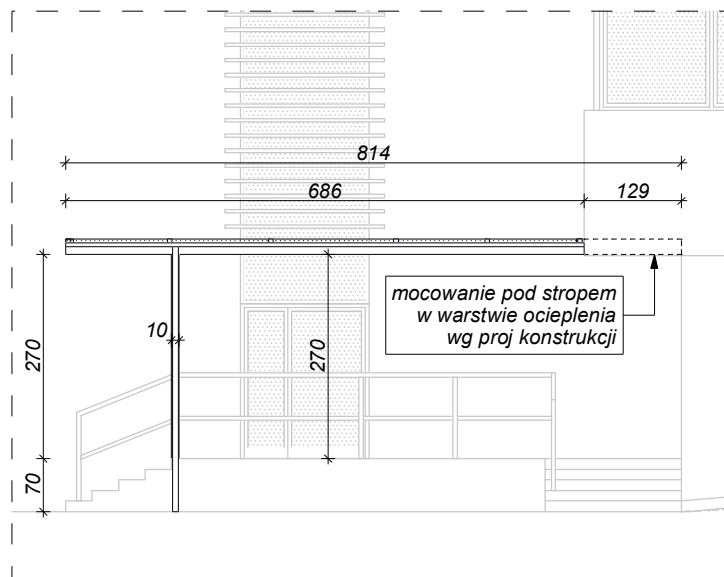 814
686
129
mocowanie pod stropem
w warstwie ocieplenia
wg proj konstrukcji
10
270
270
70